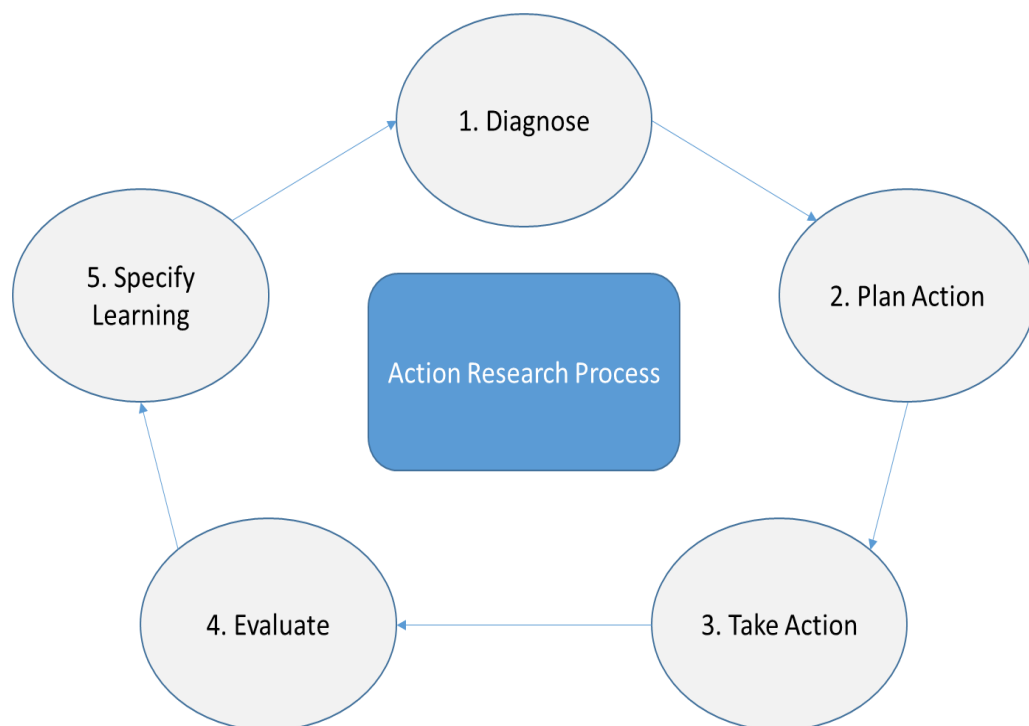 1. Diagnose
2. Plan Action
3. Take Action
4. Evaluate
5. Specify
Learning
Action Research Process